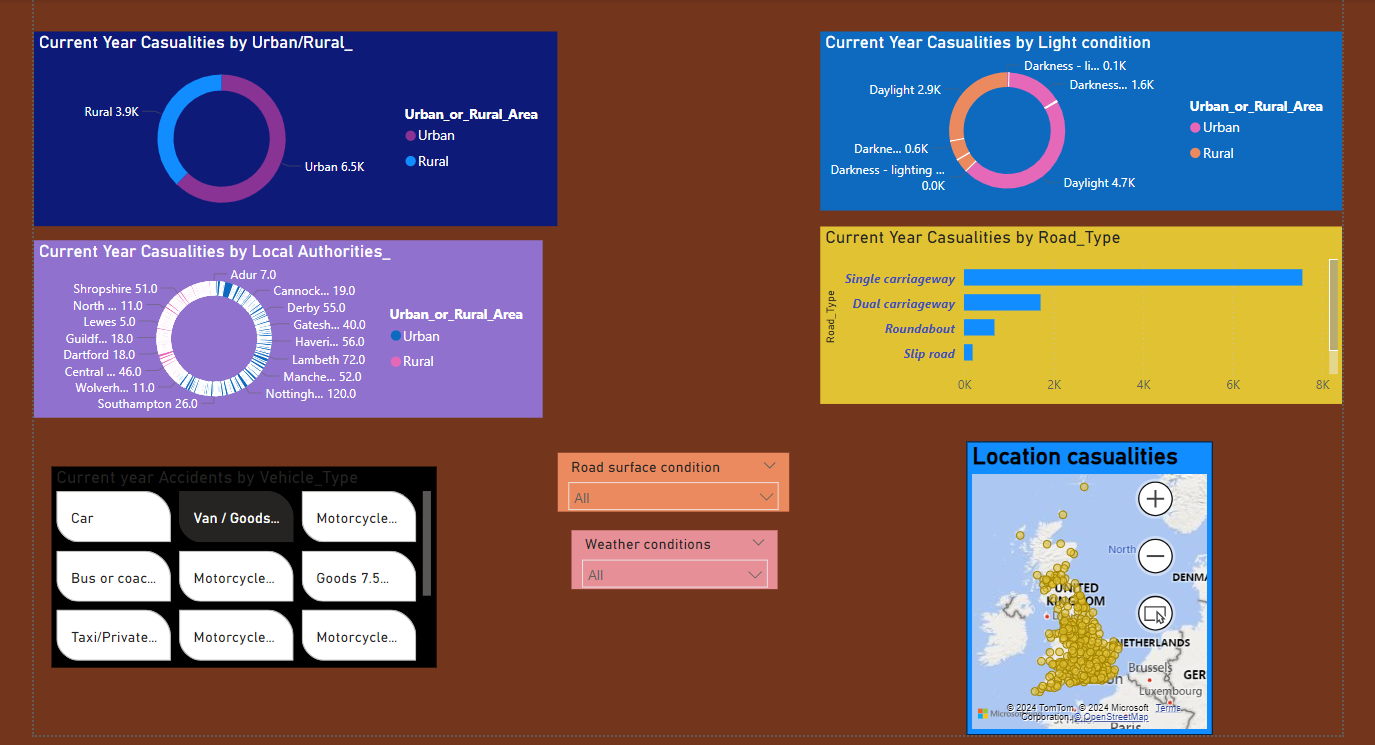 Current Year Casualities by Urban/Rural_
Rural 3.9K
Urban 6.5K
Urban_or_Rural_Area
Urban
Rural
Current Year Casualities by Light condition
Darkness - li... 0.1K
Darkness... 1.6K
Daylight 2.9K
Darkne... 0.6K
Darkness - lighting ...
0.0K
Daylight 4.7K
Urban_or_Rural_Area
Urban
Rural
Current Year Casualities by Local Authorities_
Adur 7.0
Shropshire 51.0
Cannock... 19.0
North ... 11.0
Derby 55.0
Lewes 5.0
Gatesh... 40.0
Guildf... 18.0
Haveri... 56.0
Dartford 18.0
Lambeth 72.0
Central ... 46.0
Manche... 52.0
Wolverh... 11.0
Nottingh... 120.0
Southampton 26.0
Urban_or_Rural_Area
Urban
Rural
Current Year Casualities by Road_Type
Road_Type
Single carriageway
Dual carriageway
Roundabout
Slip road
0K 2K 4K 6K 8K
Current year Accidents by Vehicle_Type
Car
Van / Goods...
Motorcycle...
Bus or coac...
Motorcycle...
Goods 7.5...
Taxi/Private...
Motorcycle...
Motorcycle...
Road surface condition
All
Weather conditions
All
Location casualities
North
DENMA
UNITED
KINGDOM
NETHERLANDS
Brussels
GER
Luxembourg
© 2024 TomTom, © 2024 Microsoft
Corporation, © OpenStreetMap
Terms
Paris